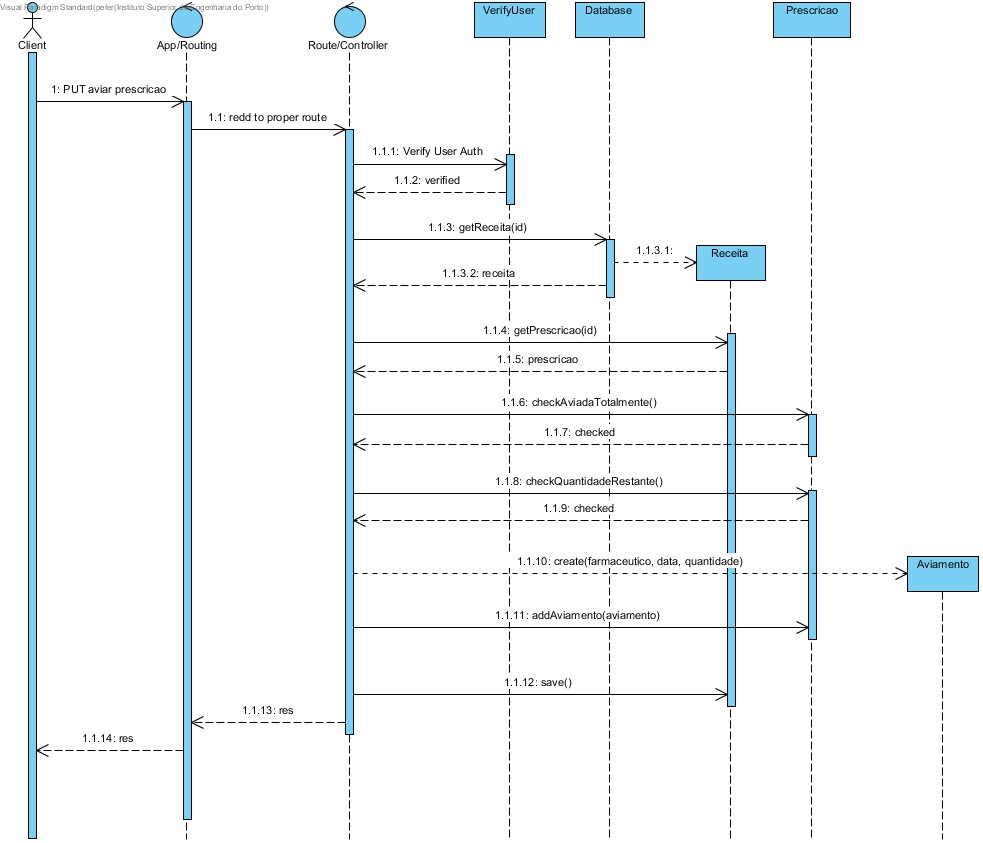 Visual Paradigm Standard(pefer(Instituto Superior de Engenharia do Porto))
Client
App/Routing
Route/Controller
VerifyUser
Database
Prescricao
1: PUT aviar prescricao
1.1: redd to proper route
1.1.1: Verify User Auth
1.1.2: verified
1.1.3: getReceita(id)
1.1.3.1:
Receita
1.1.3.2: receita
1.1.4: getPrescricao(id)
1.1.5: prescricao
1.1.6: checkAviadaTotalmente()
1.1.7: checked
1.1.8: checkQuantidadeRestante()
1.1.9: checked
1.1.10: create(farmaceutico, data, quantidade)
Aviamento
1.1.11: addAviamento(aviamento)
1.1.12: save()
1.1.13: res
1.1.14: res